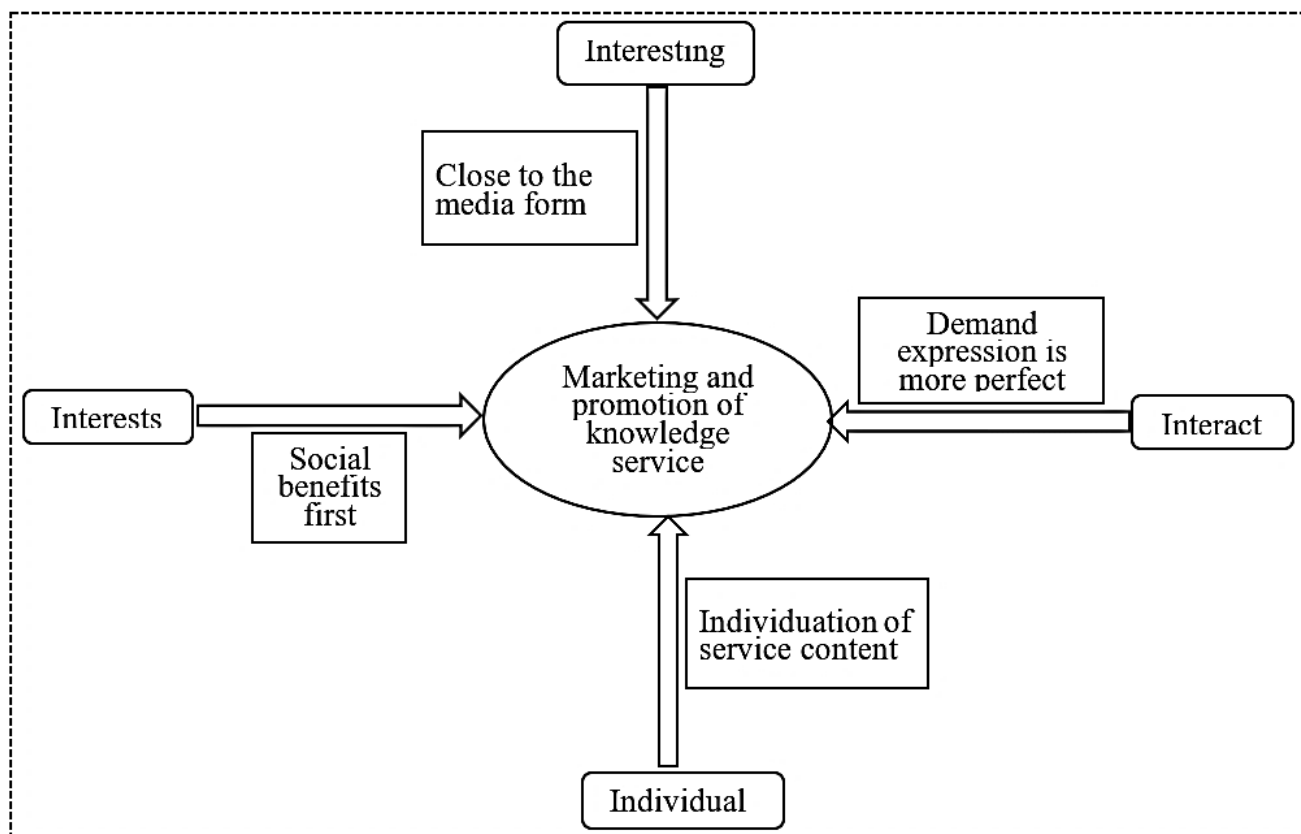 Interesting
Close to the
media form
Demand
expression is
more perfect
Marketing and
promotion of
knowledge
service
Interests
Interact
Social
benefits
first
Individuation of
service content
Individual